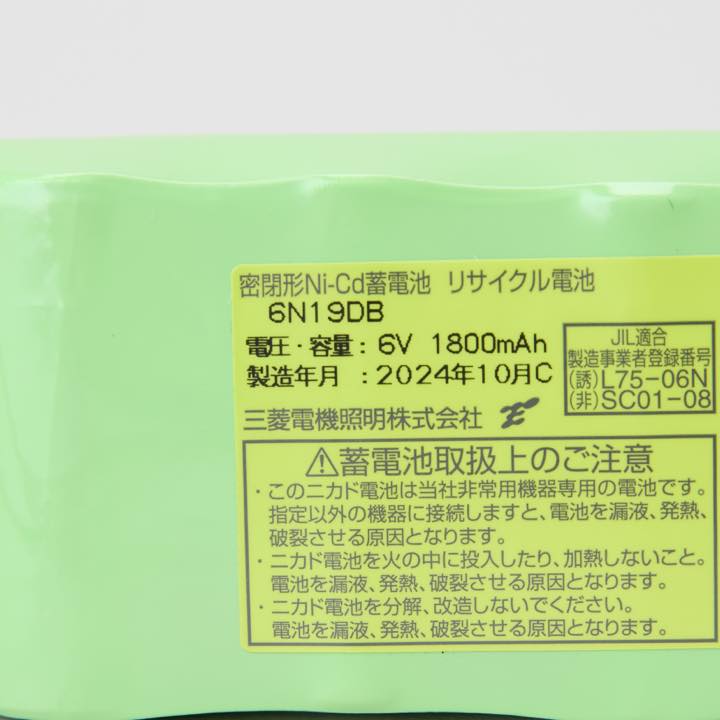 密閉形Ni-Cd蓄電池 リサイクル電池
6N19DB
電圧・容量: 6V 1800mAh
製造年月 :2024年10月C
三菱電機照明株式会社
JIL適合
製造事業者登録番号
(誘)L75-06N
(非)SC01-08
⚠蓄電池取扱上のご注意
・このニカド電池は当社非常用機器専用の電池です。
指定以外の機器に接続しますと、電池を漏液、発熱、
破裂させる原因となります。
・ニカド電池を火の中に投入したり、加熱しないこと。
電池を漏液、発熱、破裂させる原因となります。
・ニカド電池を分解、改造しないでください。
電池を漏液、発熱、破裂させる原因となります。